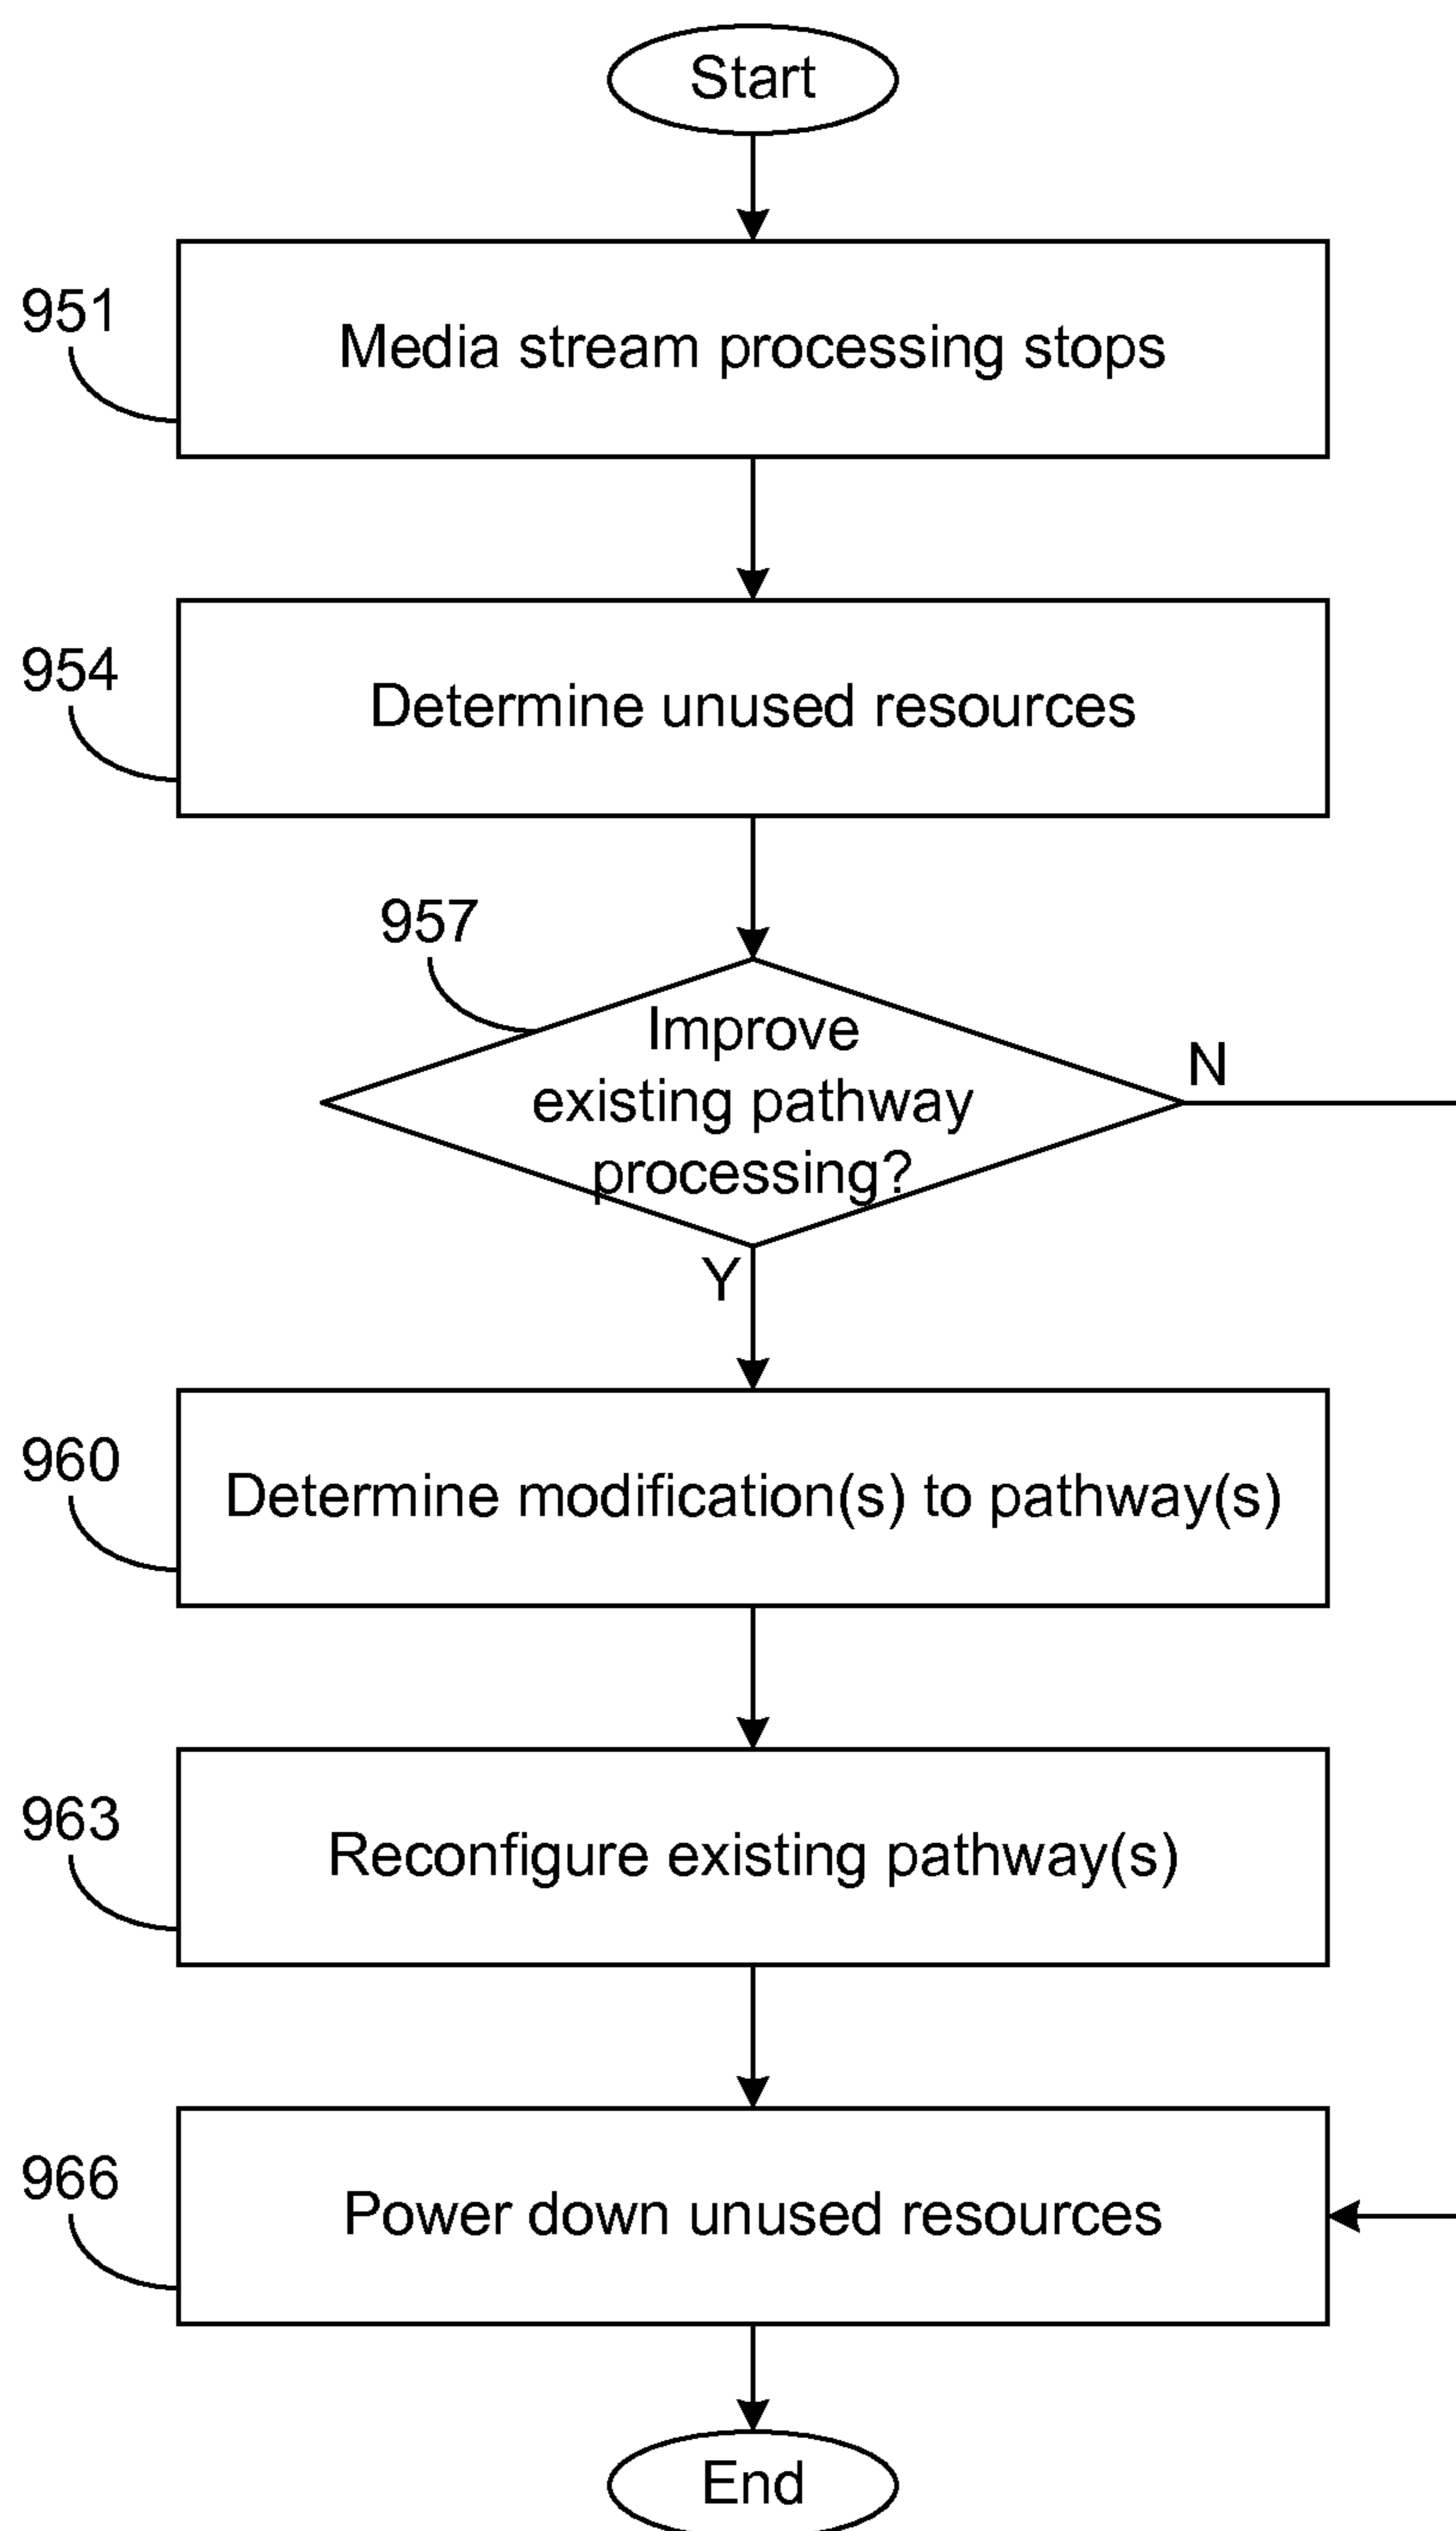 Start
951
Media stream processing stops
954
Determine unused resources
957
Improve
existing pathway
processing?
N
Y
960
Determine modification(s) to pathway(s)
963
Reconfigure existing pathway(s)
966
Power down unused resources
End